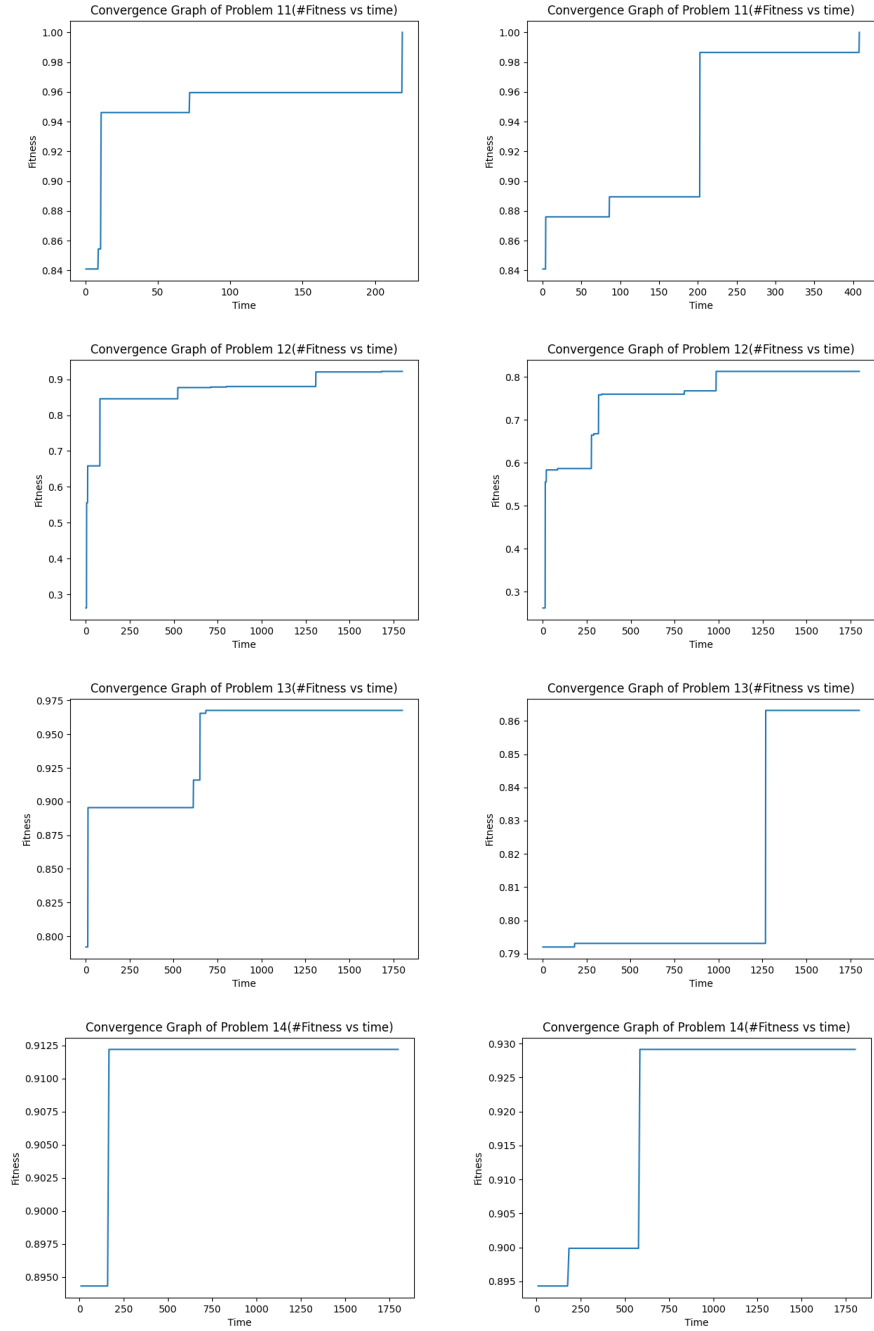 Convergence Graph of Problem 11(#Fitness vs time)
1.00
0.98
0.96
0.94
0.92
0.90
0.88
0.86
0.84
Fitness
0 50 100 150 200
Time
Convergence Graph of Problem 11(#Fitness vs time)
1.00
0.98
0.96
0.94
0.92
0.90
0.88
0.86
0.84
Fitness
0 50 100 150 200 250 300 350 400
Time
Convergence Graph of Problem 12(#Fitness vs time)
0.9
0.8
0.7
0.6
0.5
0.4
0.3
Fitness
0 250 500 750 1000 1250 1500 1750
Time
Convergence Graph of Problem 12(#Fitness vs time)
0.8
0.7
0.6
0.5
0.4
0.3
Fitness
0 250 500 750 1000 1250 1500 1750
Time
Convergence Graph of Problem 13(#Fitness vs time)
0.975
0.950
0.925
0.900
0.875
0.850
0.825
0.800
Fitness
0 250 500 750 1000 1250 1500 1750
Time
Convergence Graph of Problem 13(#Fitness vs time)
0.86
0.85
0.84
0.83
0.82
0.81
0.80
0.79
Fitness
0 250 500 750 1000 1250 1500 1750
Time
Convergence Graph of Problem 14(#Fitness vs time)
0.9125
0.9100
0.9075
0.9050
0.9025
0.9000
0.8975
0.8950
Fitness
0 250 500 750 1000 1250 1500 1750
Time
Convergence Graph of Problem 14(#Fitness vs time)
0.930
0.925
0.920
0.915
0.910
0.905
0.900
0.895
Fitness
0 250 500 750 1000 1250 1500 1750
Time